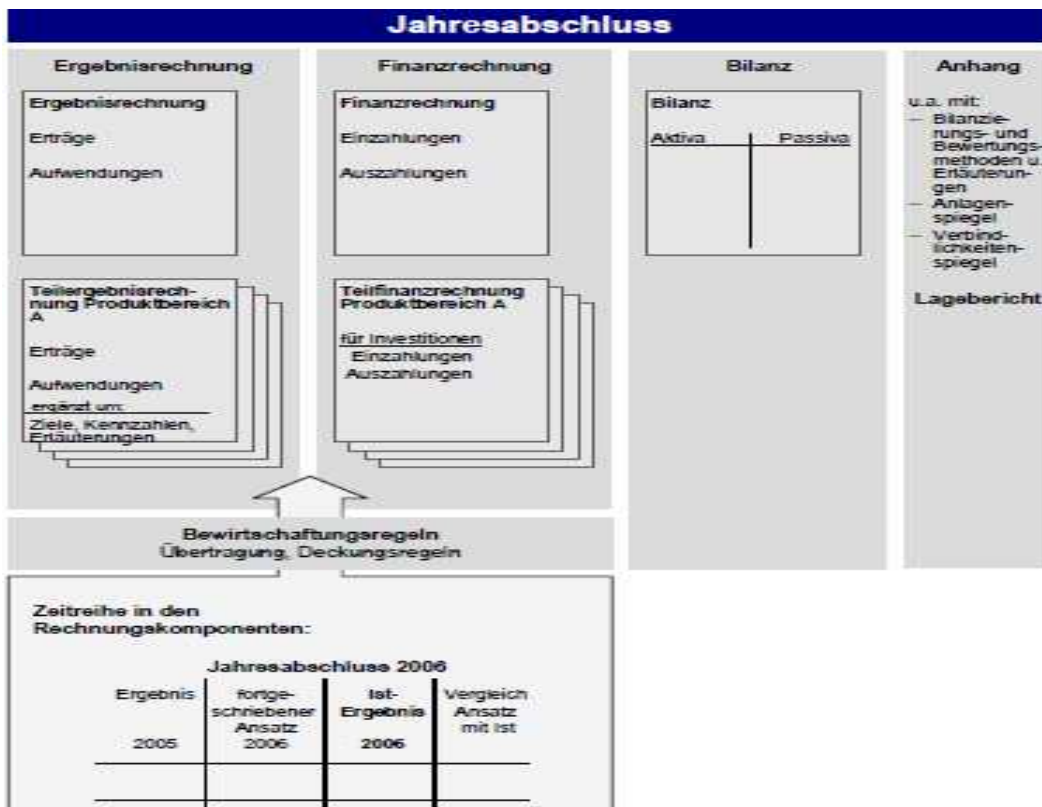 Jahresabschluss
Ergebnisrechnung
Ergebnisrechnung
Erträge
Aufwendungen
Teilergebnisrech-
nung Produktbereich
A
Erträge
Aufwendungen
ergänzt um:
Ziele, Kennzahlen,
Erläuterungen
Finanzrechnung
Finanzrechnung
Einzahlungen
Auszahlungen
Teilfinanzrechnung
Produktbereich A
für Investitionen
Einzahlungen
Auszahlungen
Bilanz
Bilanz
Aktiva Passiva
Anhang
u.a. mit:
– Bilanzie-
rungs- und
Bewertungs-
methoden u.
Erläuterun-
gen
– Anlagen-
spiegel
– Verbind-
lichkeiten-
spiegel
Lagebericht
Bewirtschaftungsregeln
Übertragung, Deckungsregeln
Zeitreihe in den
Rechnungskomponenten:
Jahresabschluss 2006
Ergebnis
2005
fortge-
schriebener
Ansatz
2006
Ist-
Ergebnis
2006
Vergleich
Ansatz
mit Ist